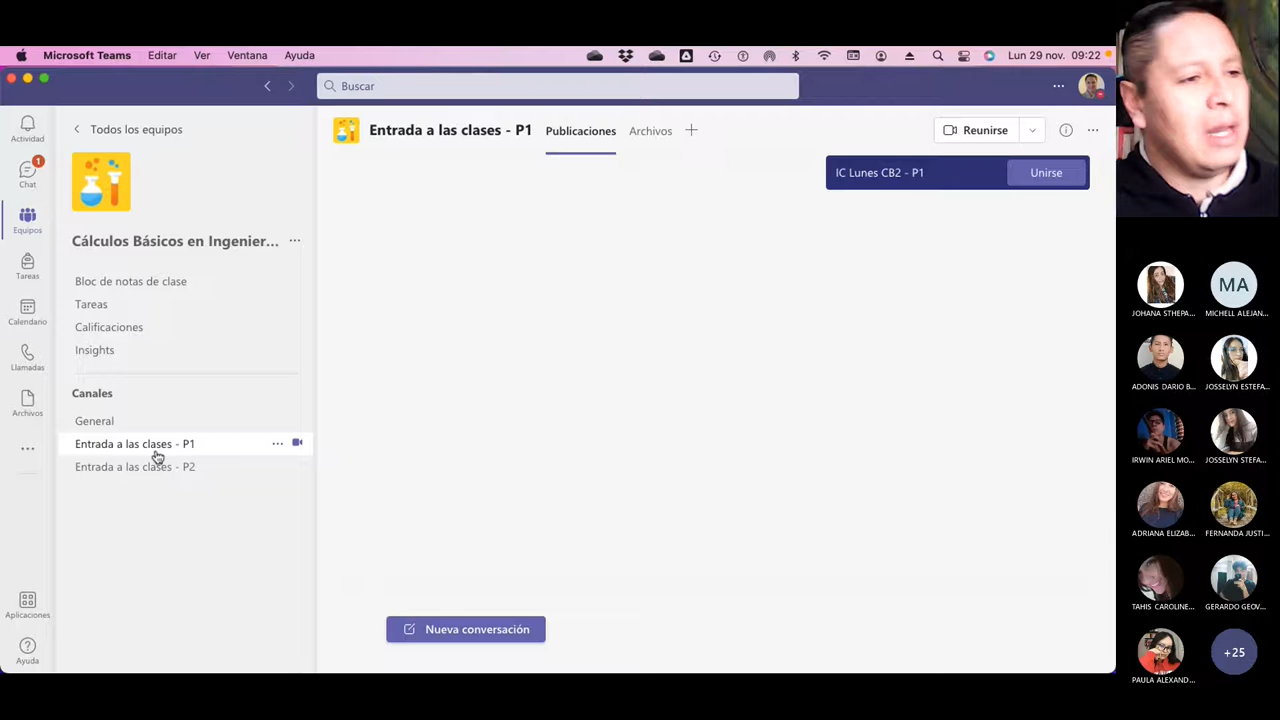 Microsoft Teams Editar Ver Ventana Ayuda Lun 29 nov. 09:22
Buscar
Actividad
Chat
1
Equipos
Tareas
Calendario
Llamadas
Archivos
Aplicaciones
Ayuda
Todos los equipos
Cálculos Básicos en Ingenier...
Bloc de notas de clase
Tareas
Calificaciones
Insights
Canales
General
Entrada a las clases - P1
Entrada a las clases - P2
Entrada a las clases - P1 Publicaciones Archivos Reunirse
IC Lunes CB2 - P1 Unirse
Nueva conversación
MA
JOHANA STHEPA... MICHELL ALEJAN...
ADONIS DARIO B... JOSSELYN ESTEFA...
IRWIN ARIEL MO... JOSSELYN STEFA...
ADRIANA ELIZAB... FERNANDA JUSTI...
TAHIS CAROLINE... GERARDO GEOV...
+25
PAULA ALEXAND...